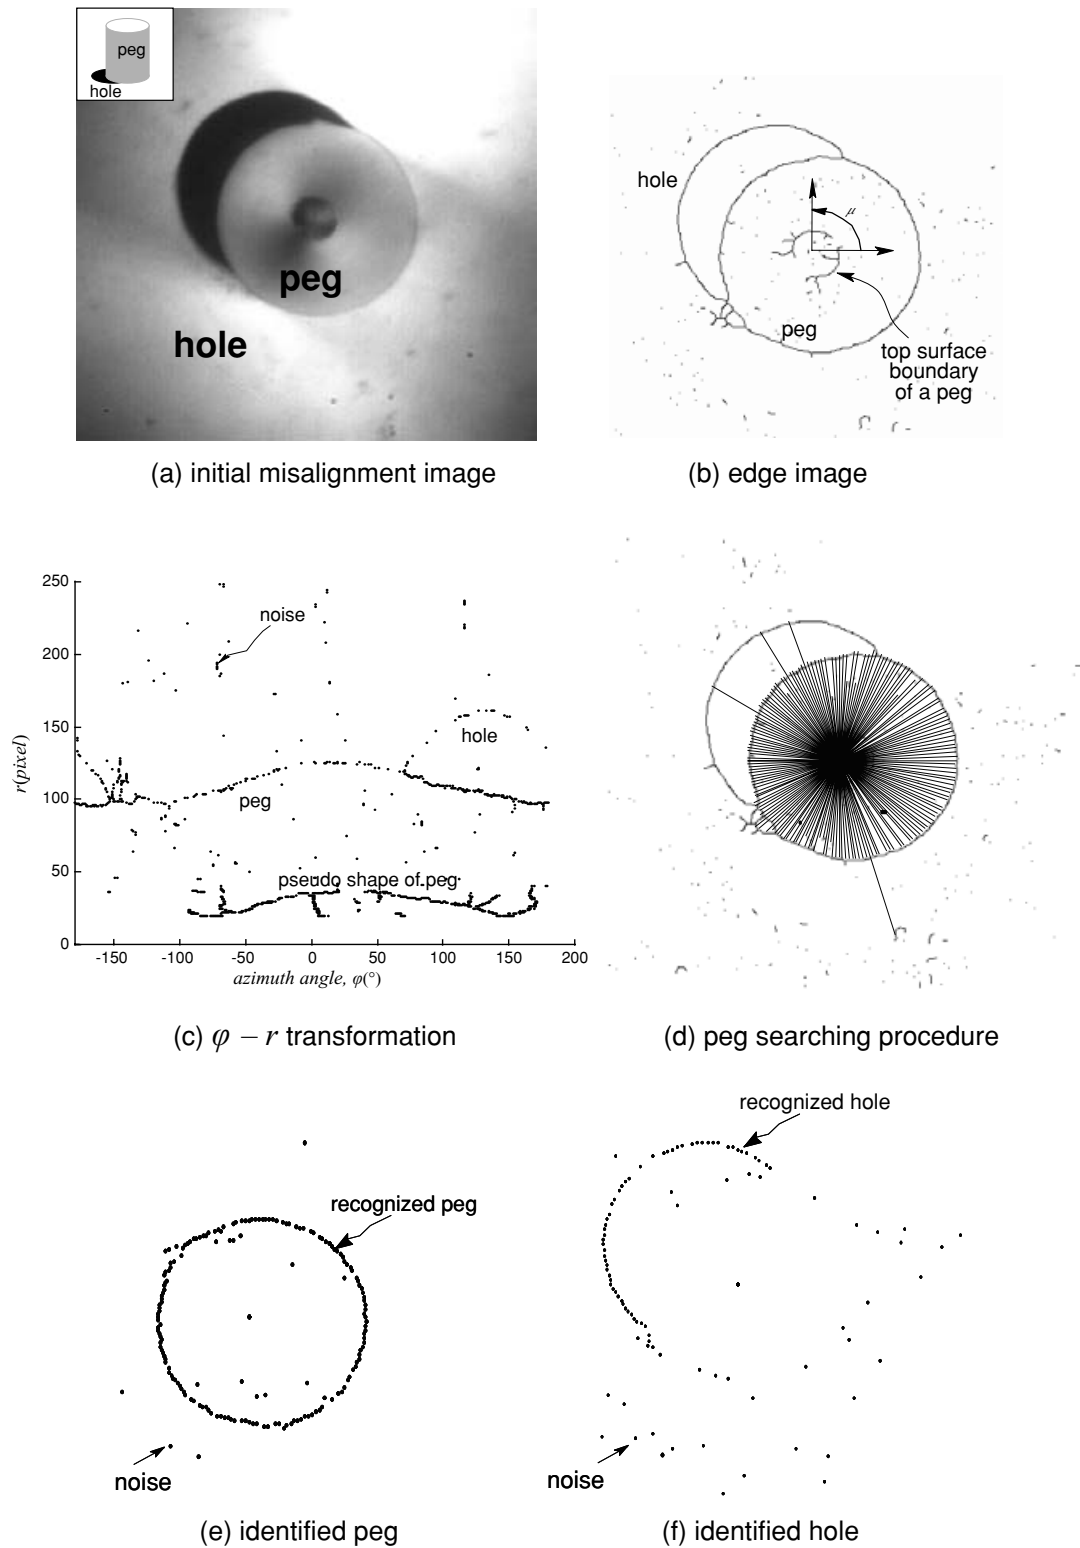 peg
hole
peg
hole
(a) initial misalignment image
hole
μ
peg
top surface
boundary
of a peg
(b) edge image
250
200
150
100
50
0
r(pixel)
noise
hole
peg
pseudo shape of peg
-150 -100 -50 0 50 100 150 200
azimuth angle, φ(°)
(c) φ – r transformation
(d) peg searching procedure
recognized peg
noise
(e) identified peg
recognized hole
noise
(f) identified hole